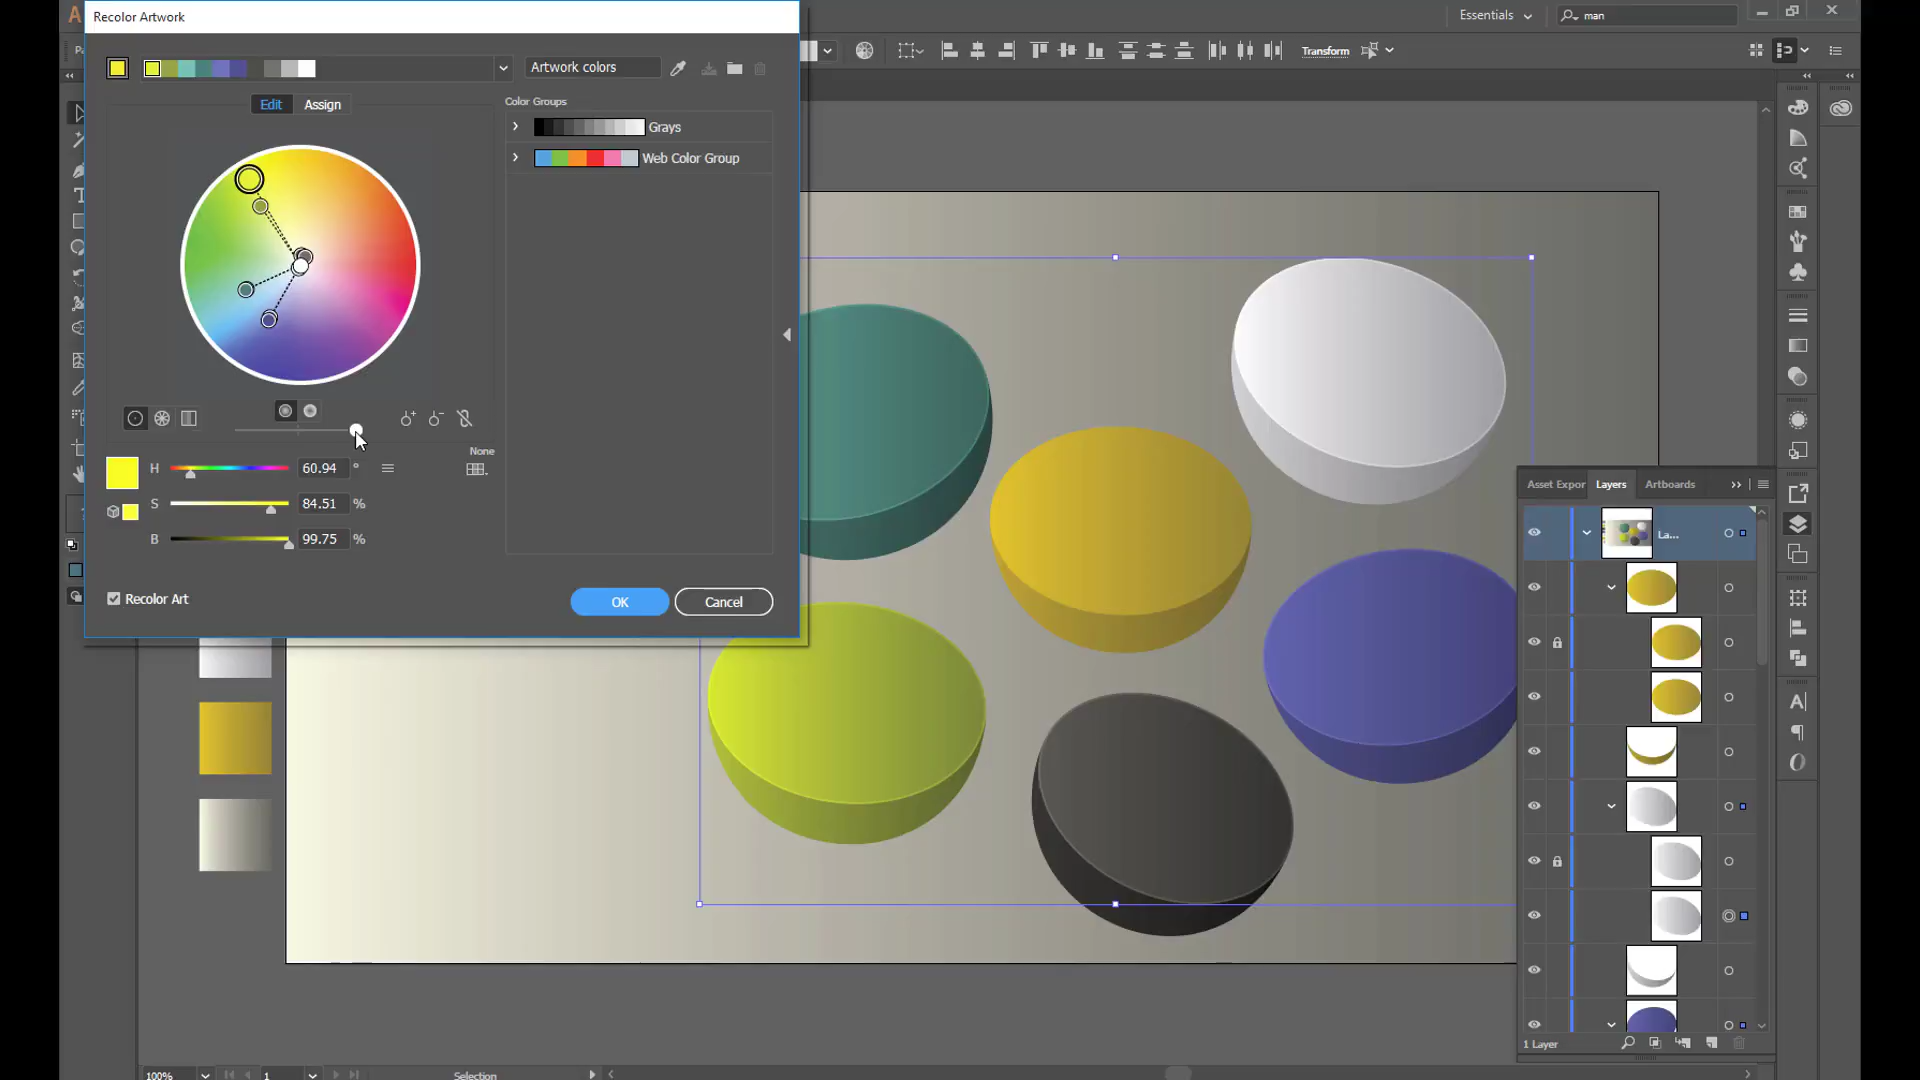 Recolor Artwork
Essentials
man
Artwork colors
Transform
Edit
Assign
Color Groups
Grays
Web Color Group
None
H
60.94
°
S
84.51
%
B
99.75
%
Recolor Art
OK
Cancel
Asset Expor
Layers
Artboards
La...
1 Layer
100%
1
Selection